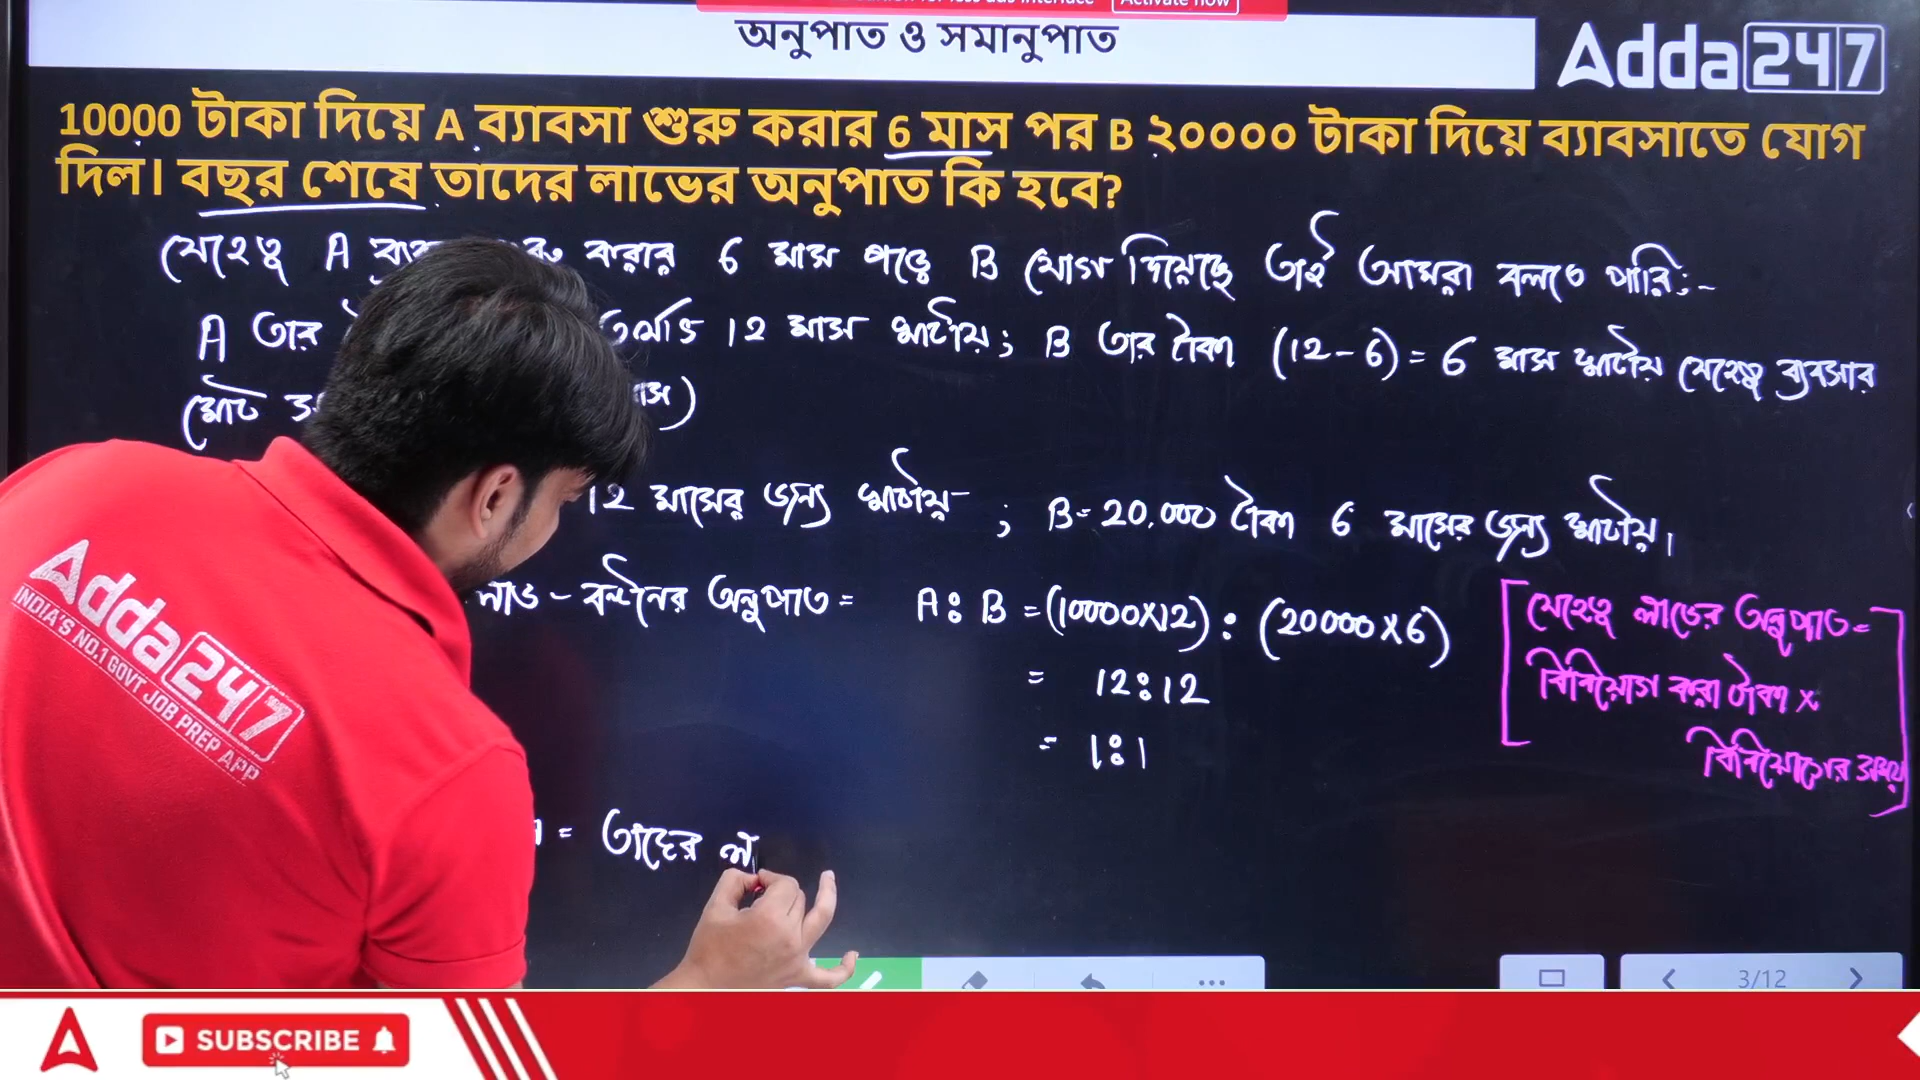 Activate now
অনুপাত ও সমানুপাত
Adda247
10000 টাকা দিয়ে A ব্যাবসা শুরু করার 6 মাস পর B ২০০০০ টাকা দিয়ে ব্যাবসাতে যোগ
দিল। বছর শেষে তাদের লাভের অনুপাত কি হবে?
যেহেতু A করার 6 মাস পরে B যোগ দিয়েছে তাই আমরা বলতে পারি:-
A তার 12 মাস খাটায়; B তার টাকা (12-6) = 6 মাস খাটায় যেহেতু ব্যবসার
মোট মাস)
12 মাসের জন্য খাটায় ; B = 20,000 টাকা 6 মাসের জন্য খাটায়।
লাভ-বন্টনের অনুপাত = A : B = (10000×12) : (20000×6)
= 12:12
= 1:1
[যেহেতু লাভের অনুপাত =
বিনিয়োগ করা টাকা ×
বিনিয়োগের সময়]
= তাদের ল
Adda247
INDIA'S NO.1 GOVT JOB PREP APP
3/12
SUBSCRIBE